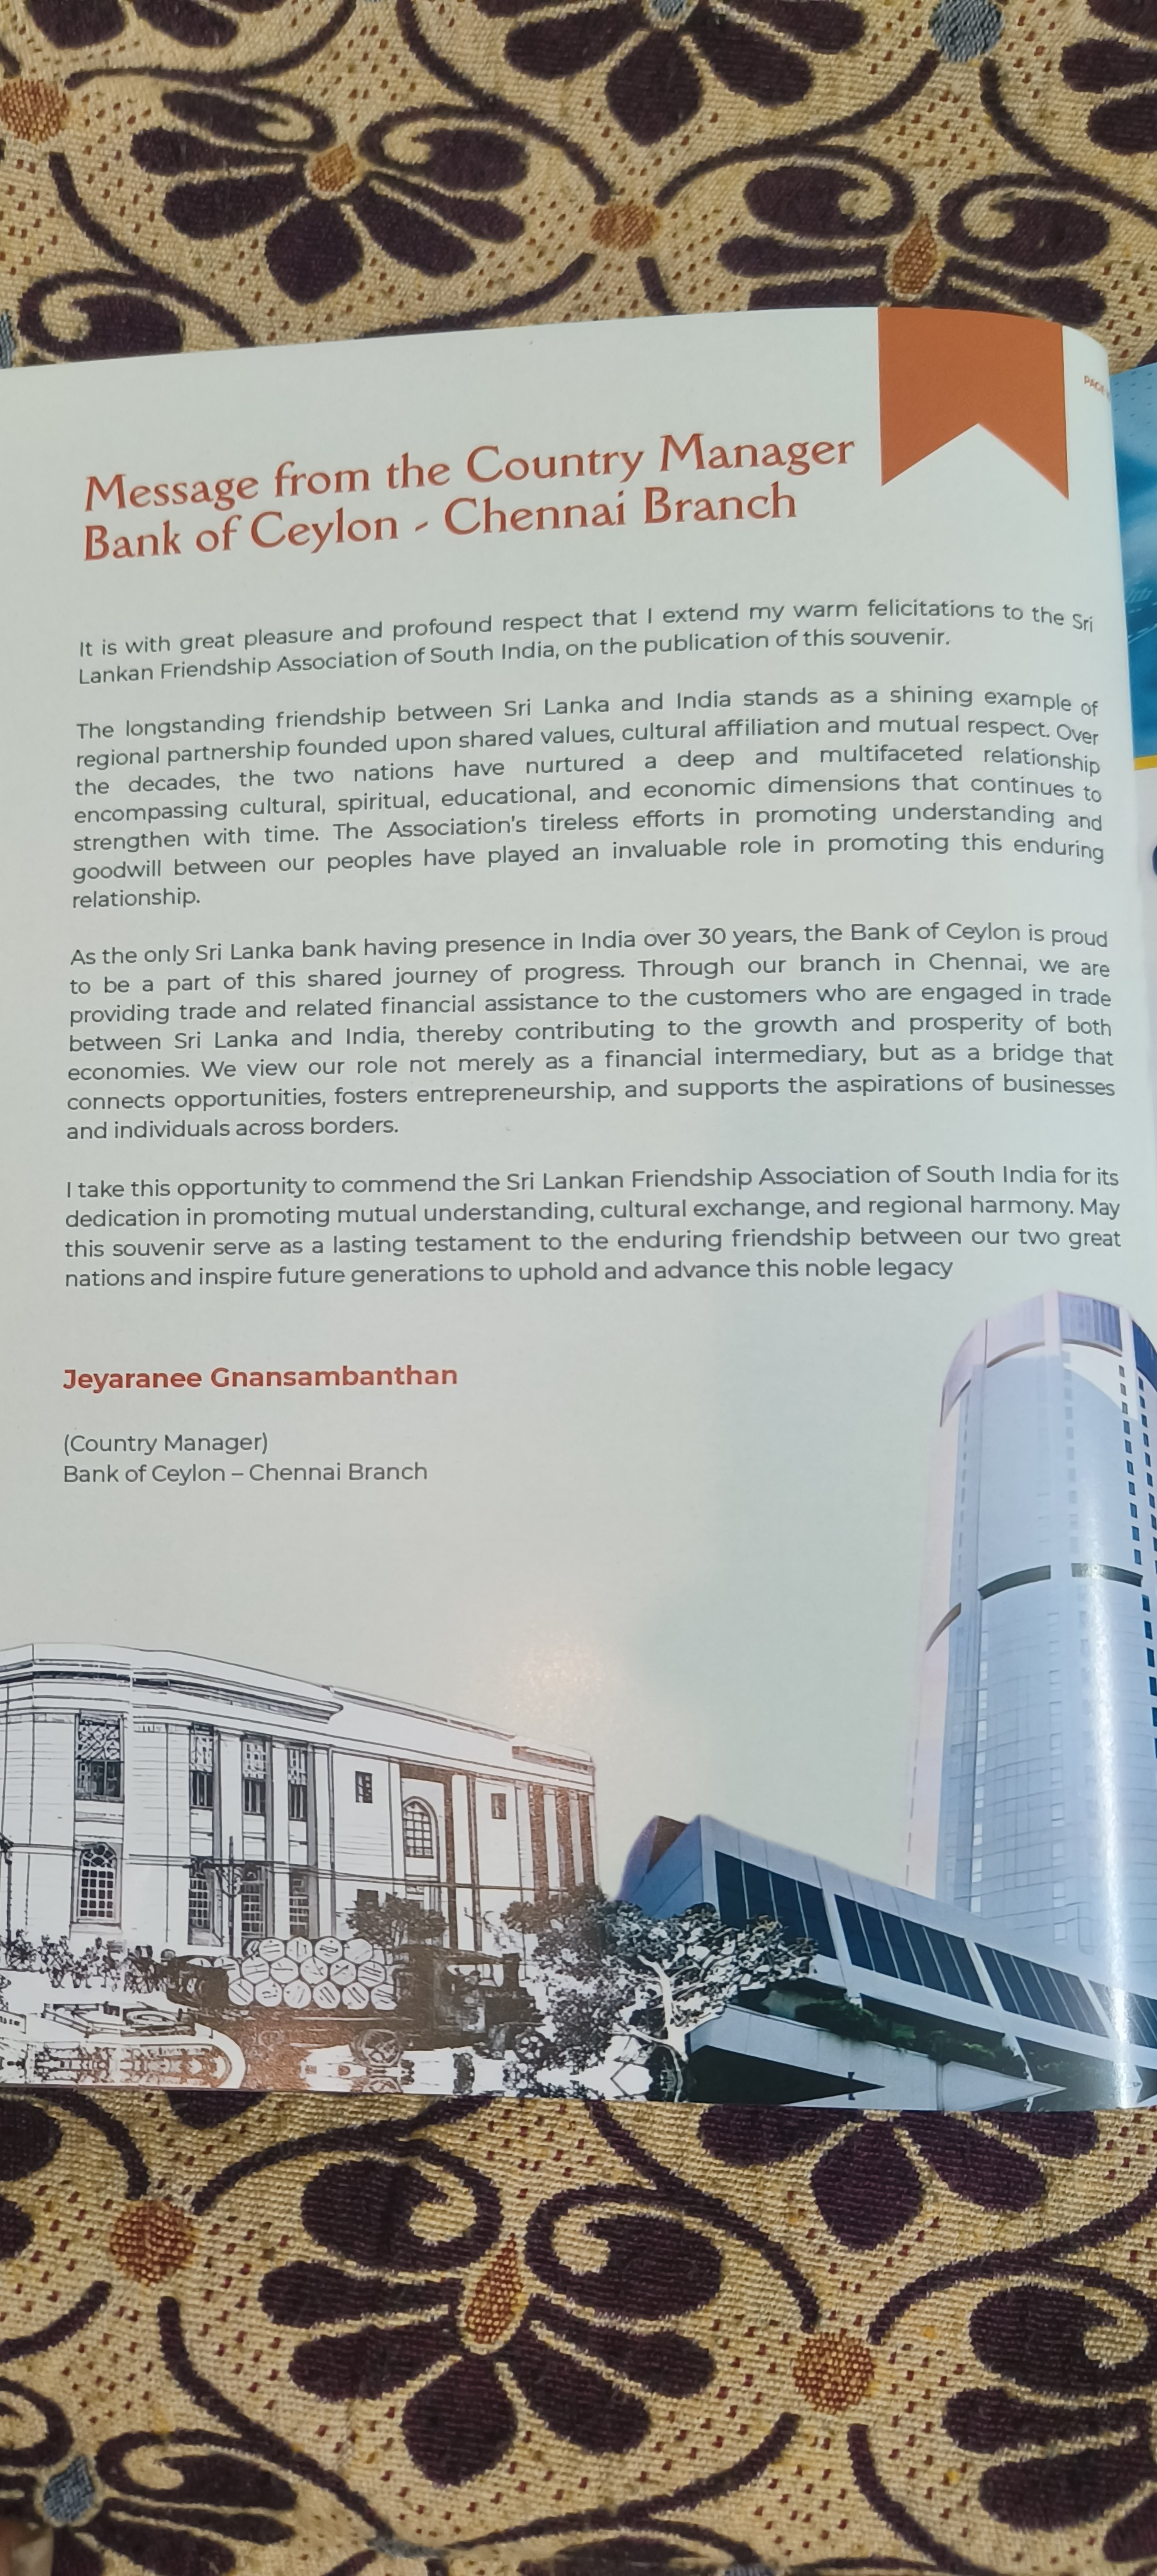 PAGE
Message from the Country Manager
Bank of Ceylon - Chennai Branch
It is with great pleasure and profound respect that I extend my warm felicitations to the Sri
Lankan Friendship Association of South India, on the publication of this souvenir.
The longstanding friendship between Sri Lanka and India stands as a shining example of
regional partnership founded upon shared values, cultural affiliation and mutual respect. Over
the decades, the two nations have nurtured a deep and multifaceted relationship
encompassing cultural, spiritual, educational, and economic dimensions that continues to
strengthen with time. The Association's tireless efforts in promoting understanding and
goodwill between our peoples have played an invaluable role in promoting this enduring
relationship.
As the only Sri Lanka bank having presence in India over 30 years, the Bank of Ceylon is proud
to be a part of this shared journey of progress. Through our branch in Chennai, we are
providing trade and related financial assistance to the customers who are engaged in trade
between Sri Lanka and India, thereby contributing to the growth and prosperity of both
economies. We view our role not merely as a financial intermediary, but as a bridge that
connects opportunities, fosters entrepreneurship, and supports the aspirations of businesses
and individuals across borders.
I take this opportunity to commend the Sri Lankan Friendship Association of South India for its
dedication in promoting mutual understanding, cultural exchange, and regional harmony. May
this souvenir serve as a lasting testament to the enduring friendship between our two great
nations and inspire future generations to uphold and advance this noble legacy
Jeyaranee Gnansambanthan
(Country Manager)
Bank of Ceylon – Chennai Branch